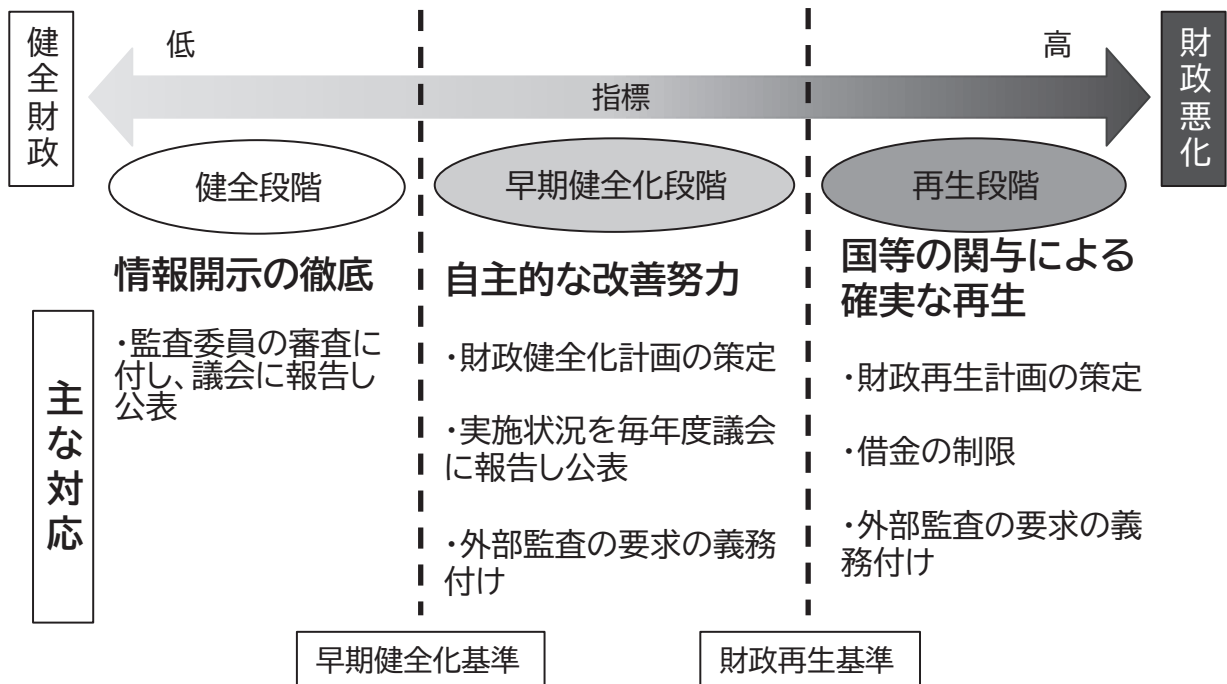 健全財政
低
高
財政悪化
指標
健全段階
早期健全化段階
再生段階
情報開示の徹底
・監査委員の審査に
付し、議会に報告し
公表
自主的な改善努力
・財政健全化計画の策定
・実施状況を毎年度議会
に報告し公表
・外部監査の要求の義務
付け
国等の関与による
確実な再生
・財政再生計画の策定
・借金の制限
・外部監査の要求の義
務付け
主な対応
早期健全化基準
財政再生基準